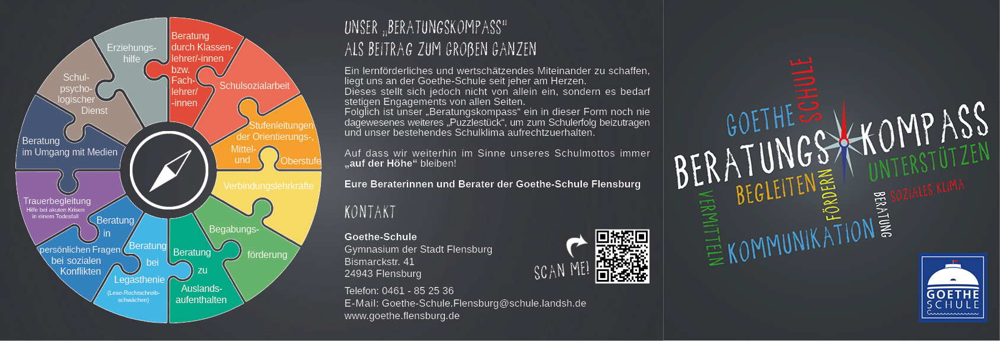 Beratung
durch Klassen-
lehrer/-innen
bzw.
Fach-
lehrer/
-innen
Schulsozialarbeit
Stufenleitungen
der Orientierungs-,
Mittel-
und
Oberstufe
Verbindungslehrkräfte
Begabungs-
förderung
Beratung
zu
Auslands-
aufenthalten
Beratung
bei
Legasthenie
(Lese-Rechtschreib-
schwächen)
Beratung
in
persönlichen Fragen
bei sozialen
Konflikten
Trauerbegleitung
Hilfe bei akuten Krisen
in einem Todesfall
Beratung
im Umgang mit Medien
Schul-
psycho-
logischer
Dienst
Erziehungs-
hilfe
UNSER „BERATUNGSKOMPASS“
ALS BEITRAG ZUM GROßEN GANZEN
Ein lernförderliches und wertschätzendes Miteinander zu schaffen,
liegt uns an der Goethe-Schule seit jeher am Herzen.
Dieses stellt sich jedoch nicht von allein ein, sondern es bedarf
stetigen Engagements von allen Seiten.
Folglich ist unser „Beratungskompass“ ein in dieser Form noch nie
dagewesenes weiteres „Puzzlestück“, um zum Schulerfolg beizutragen
und unser bestehendes Schulklima aufrechtzuerhalten.
Auf dass wir weiterhin im Sinne unseres Schulmottos immer
„auf der Höhe“ bleiben!
Eure Beraterinnen und Berater der Goethe-Schule Flensburg
KONTAKT
Goethe-Schule
Gymnasium der Stadt Flensburg
Bismarckstr. 41
24943 Flensburg
Telefon: 0461 - 85 25 36
E-Mail: Goethe-Schule.Flensburg@schule.landsh.de
www.goethe.flensburg.de
SCAN ME!
GOETHE
SCHULE
BERATUNGS KOMPASS
UNTERSTÜTZEN
BEGLEITEN
FÖRDERN
SOZIALES KLIMA
BERATUNG
VERMITTELN
KOMMUNIKATION
GOETHE
SCHULE